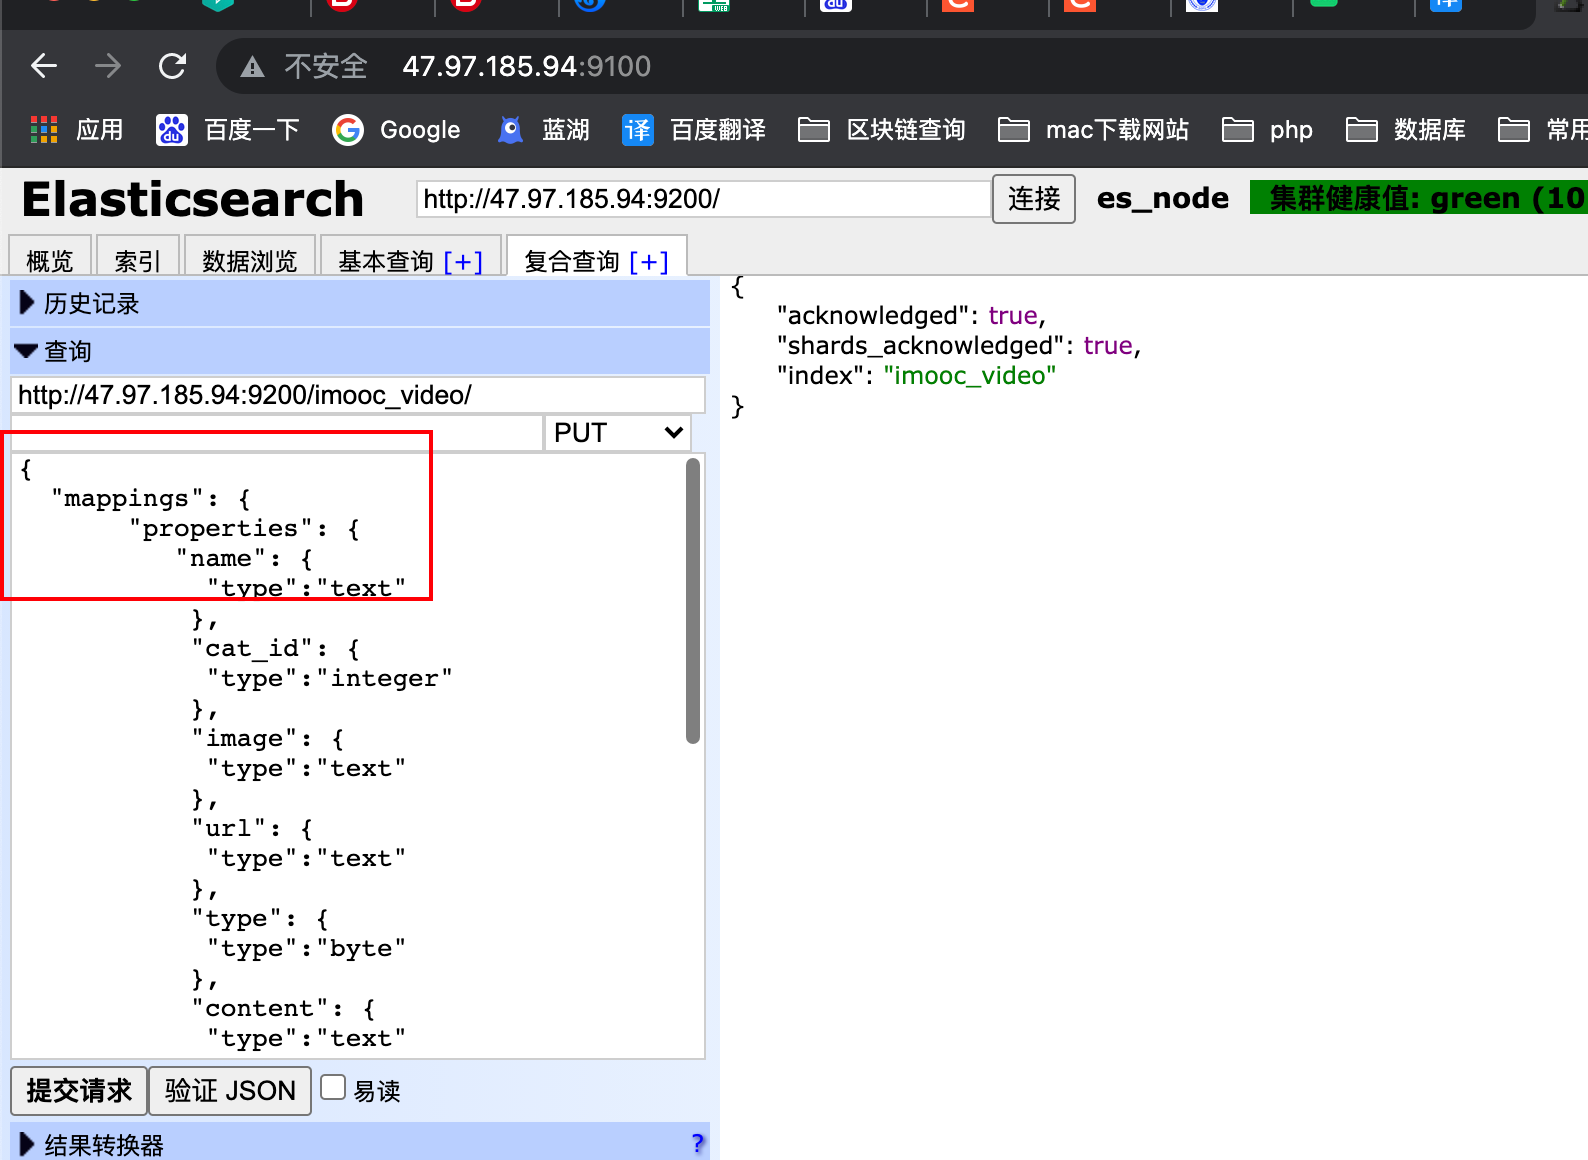 不安全 47.97.185.94:9100
应用 百度一下 Google 蓝湖 译 百度翻译 区块链查询 mac下载网站 php 数据库 常用
Elasticsearch http://47.97.185.94:9200/ 连接 es_node 集群健康值: green (10
概览 索引 数据浏览 基本查询 [+] 复合查询 [+]
历史记录
查询
http://47.97.185.94:9200/imooc_video/
PUT
{
"mappings": {
"properties": {
"name": {
"type":"text"
},
"cat_id": {
"type":"integer"
},
"image": {
"type":"text"
},
"url": {
"type":"text"
},
"type": {
"type":"byte"
},
"content": {
"type":"text"
提交请求 验证 JSON 易读
结果转换器 ?
{
"acknowledged": true,
"shards_acknowledged": true,
"index": "imooc_video"
}